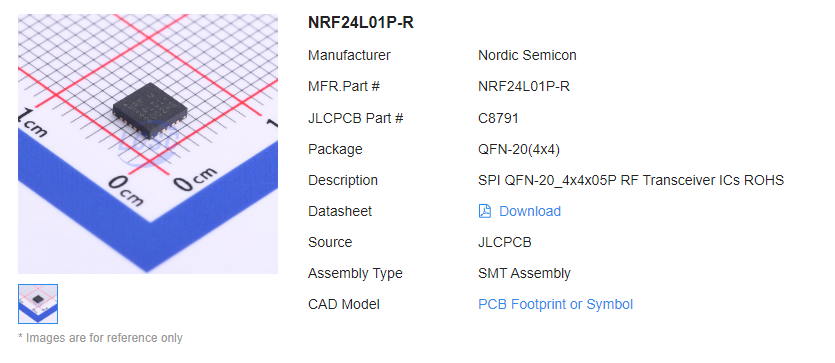 NRF24L01P-R
Manufacturer Nordic Semicon
MFR.Part # NRF24L01P-R
JLCPCB Part # C8791
Package QFN-20(4x4)
Description SPI QFN-20_4x4x05P RF Transceiver ICs ROHS
Datasheet Download
Source JLCPCB
Assembly Type SMT Assembly
CAD Model PCB Footprint or Symbol
1cm
0cm
0cm
1
* Images are for reference only